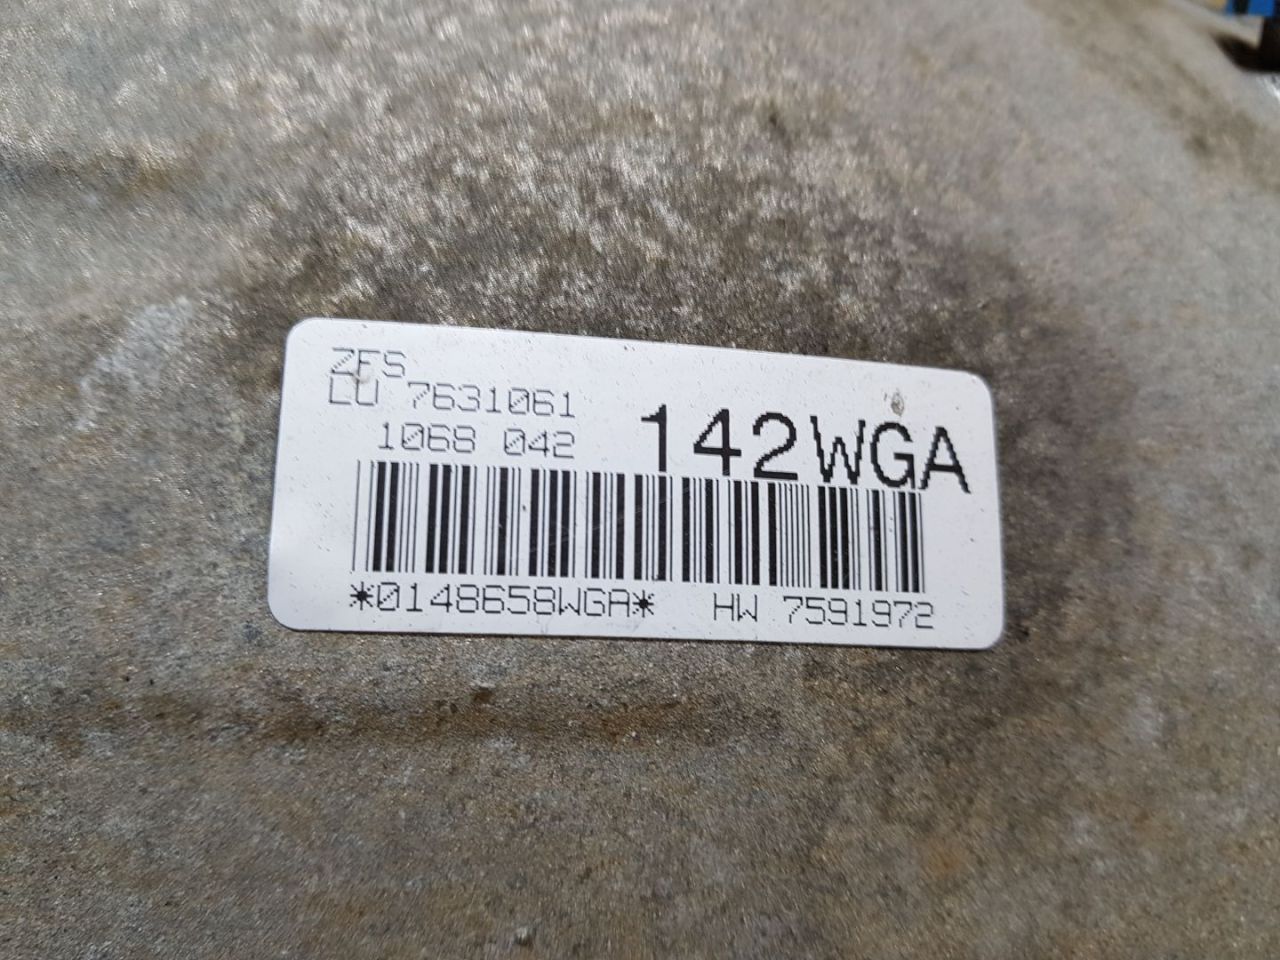 ZFS
LU 7631061
1068 042
142WGA
*0148658WGA* HW 7591972